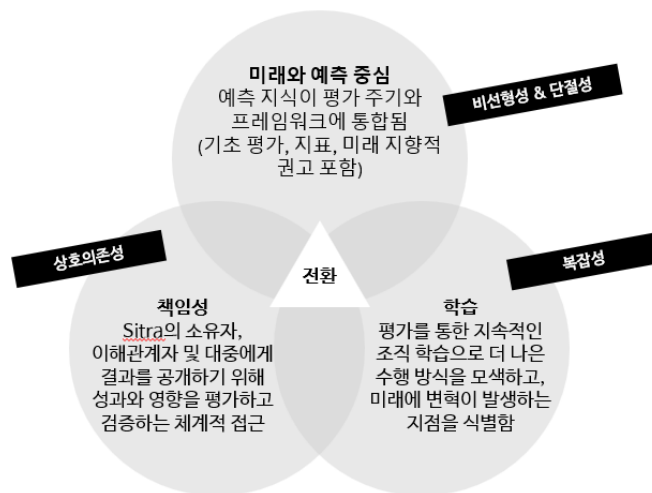 미래와 예측 중심
예측 지식이 평가 주기와
프레임워크에 통합됨
(기초 평가, 지표, 미래 지향적
권고 포함)
비선형성 & 단절성
상호의존성
복잡성
전환
책임성
Sitra의 소유자,
이해관계자 및 대중에게
결과를 공개하기 위해
성과와 영향을 평가하고
검증하는 체계적 접근
학습
평가를 통한 지속적인
조직 학습으로 더 나은
수행 방식을 모색하고,
미래에 변혁이 발생하는
지점을 식별함